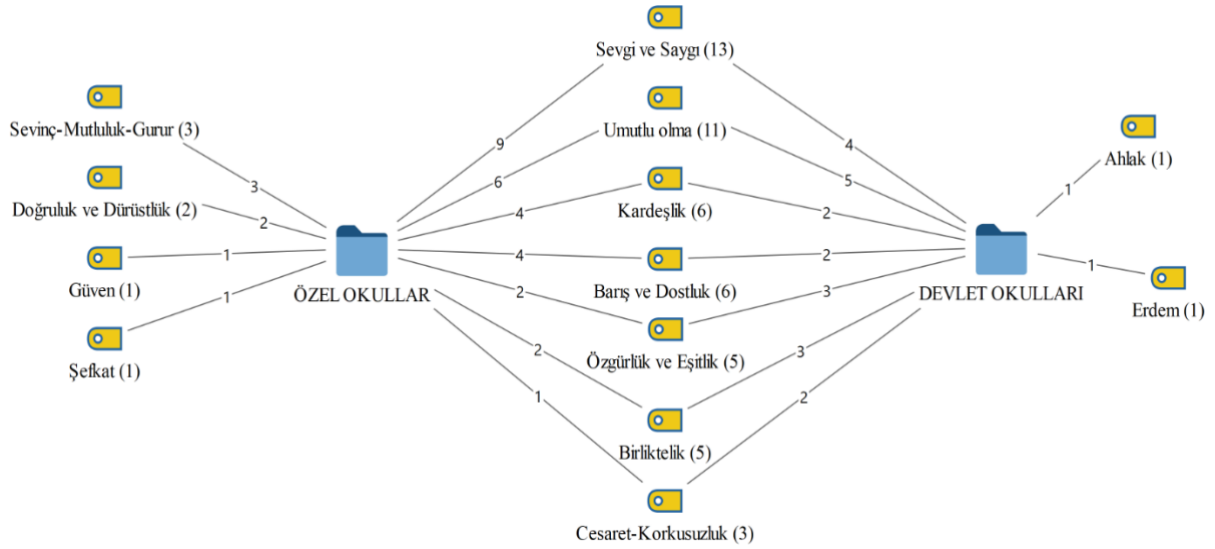 Sevgi ve Saygı (13)
Sevinç-Mutluluk-Gurur (3)
Umutlu olma (11)
9
4
Ahlak (1)
6
5
3
1
Doğruluk ve Dürüstlük (2)
Kardeşlik (6)
2
4
2
1
4
2
1
Güven (1)
ÖZEL OKULLAR
Barış ve Dostluk (6)
DEVLET OKULLARI
Erdem (1)
1
2
3
Şefkat (1)
Özgürlük ve Eşitlik (5)
2
3
1
2
Birliktelik (5)
Cesaret-Korkusuzluk (3)